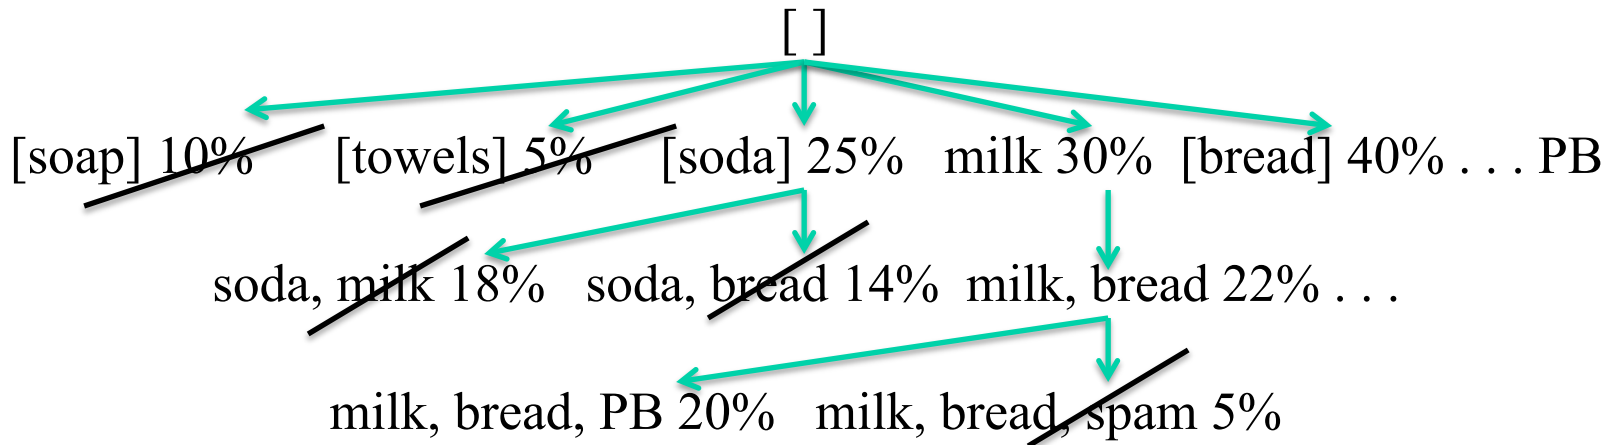 [ ]
[soap] 10% [towels] 5% [soda] 25% milk 30% [bread] 40% . . . PB
soda, milk 18% soda, bread 14% milk, bread 22% . . .
milk, bread, PB 20% milk, bread, spam 5%